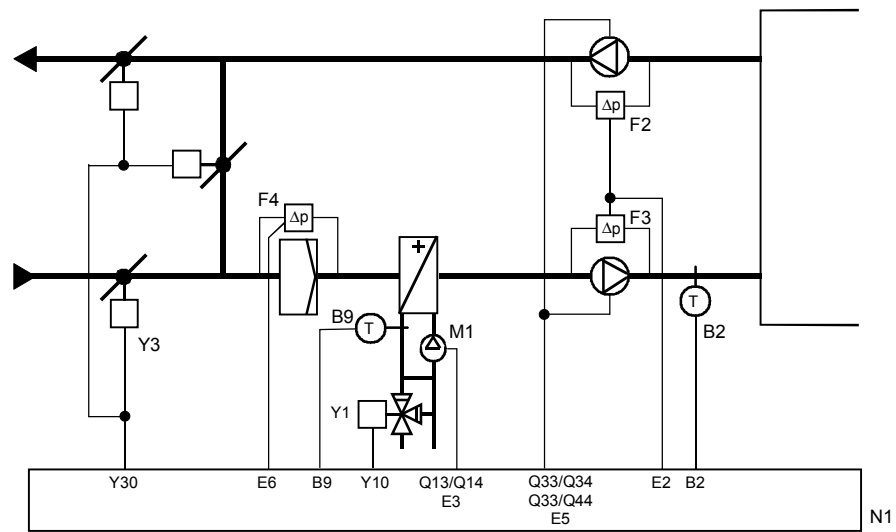 Δp
F2
F4
Δp
F3
Δp
B9
T
M1
T
B2
Y3
Y1
Y30
E6
B9
Y10
Q13/Q14
E3
Q33/Q34
Q33/Q44
E5
E2
B2
N1
+